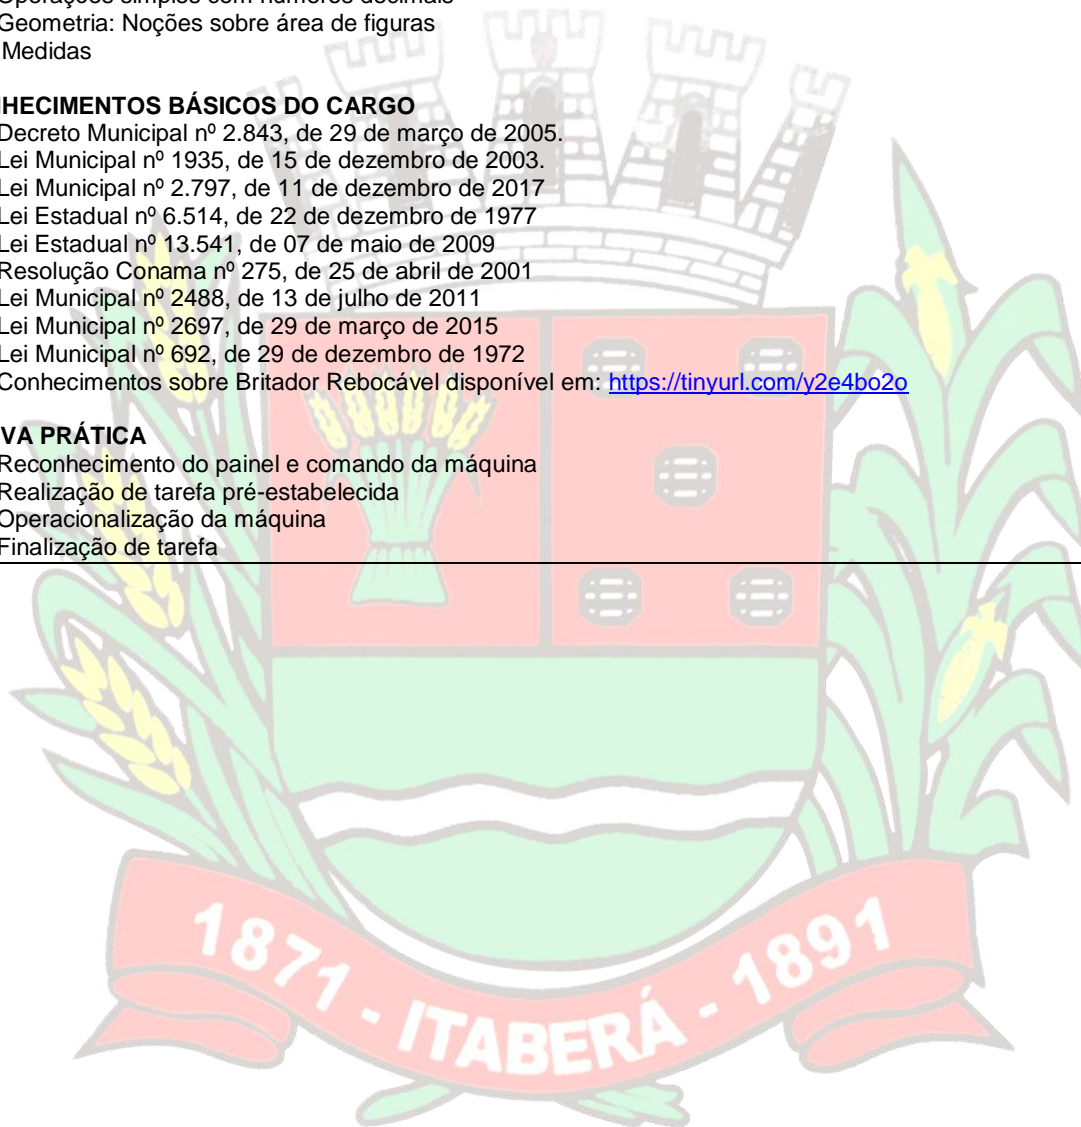 Operações simples com números decimais
Geometria: Noções sobre área de figuras
Medidas
HECIMENTOS BÁSICOS DO CARGO
Decreto Municipal nº 2.843, de 29 de março de 2005.
Lei Municipal nº 1935, de 15 de dezembro de 2003.
Lei Municipal nº 2.797, de 11 de dezembro de 2017
Lei Estadual nº 6.514, de 22 de dezembro de 1977
Lei Estadual nº 13.541, de 07 de maio de 2009
Resolução Conama nº 275, de 25 de abril de 2001
Lei Municipal nº 2488, de 13 de julho de 2011
Lei Municipal nº 2697, de 29 de março de 2015
Lei Municipal nº 692, de 29 de dezembro de 1972
Conhecimentos sobre Britador Rebocável disponível em: https://tinyurl.com/y2e4bo2o
VA PRÁTICA
Reconhecimento do painel e comando da máquina
Realização de tarefa pré-estabelecida
Operacionalização da máquina
Finalização de tarefa
1871 - ITABERÁ - 1891